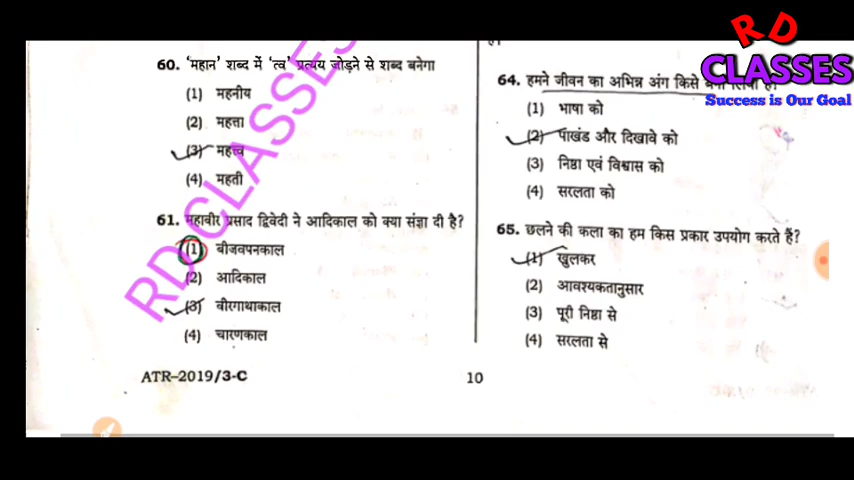 60. 'महान' शब्द में 'त्व' प्रत्यय जोड़ने से शब्द बनेगा
(1) महनीय
(2) महत्ता
(3) महत्त्व
(4) महती
61. महावीर प्रसाद द्विवेदी ने आदिकाल को क्या संज्ञा दी है?
(1) बीजवपनकाल
(2) आदिकाल
(3) वीरगाथाकाल
(4) चारणकाल
ATR–2019/3-C
10
64. हमने जीवन का अभिन्न अंग किसे
(1) भाषा को
(2) पाखंड और दिखावे को
(3) निष्ठा एवं विश्वास को
(4) सरलता को
65. छलने की कला का हम किस प्रकार उपयोग करते हैं?
(1) खुलकर
(2) आवश्यकतानुसार
(3) पूरी निष्ठा से
(4) सरलता से
RD CLASSES
RD
CLASSES
Success is Our Goal